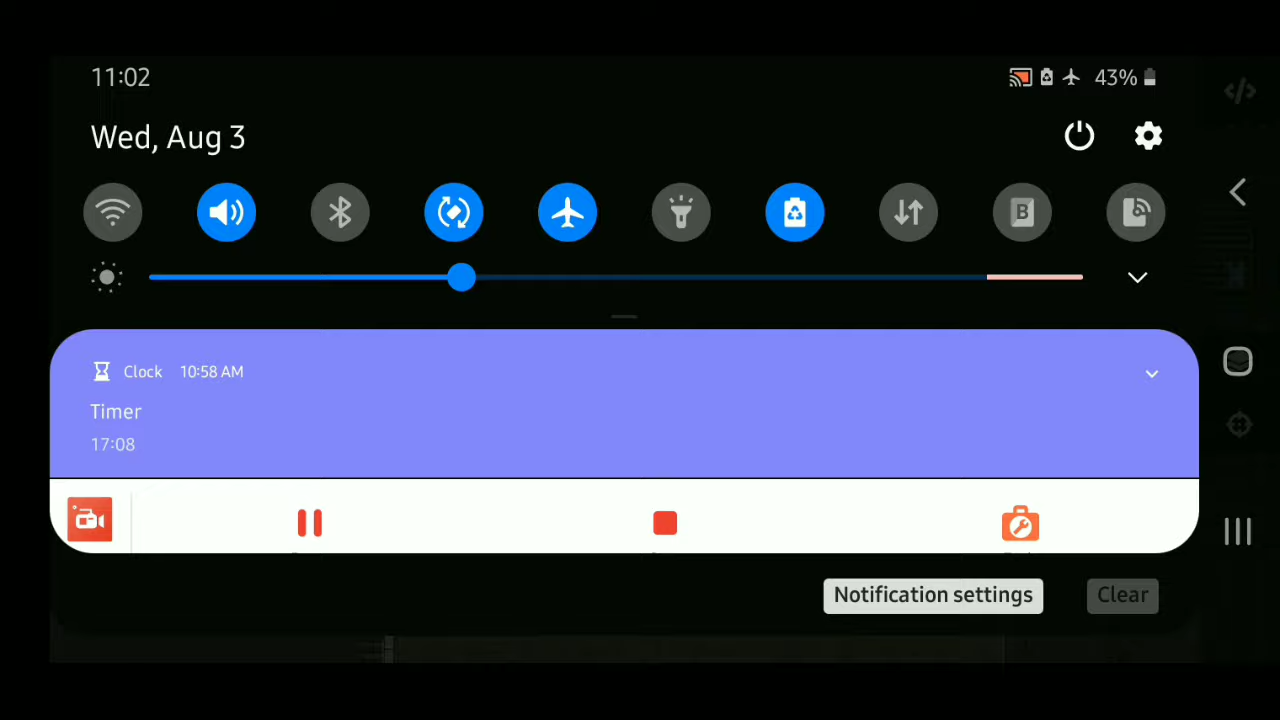 11:02
43%
Wed, Aug 3
Clock 10:58 AM
Timer
17:08
Notification settings
Clear